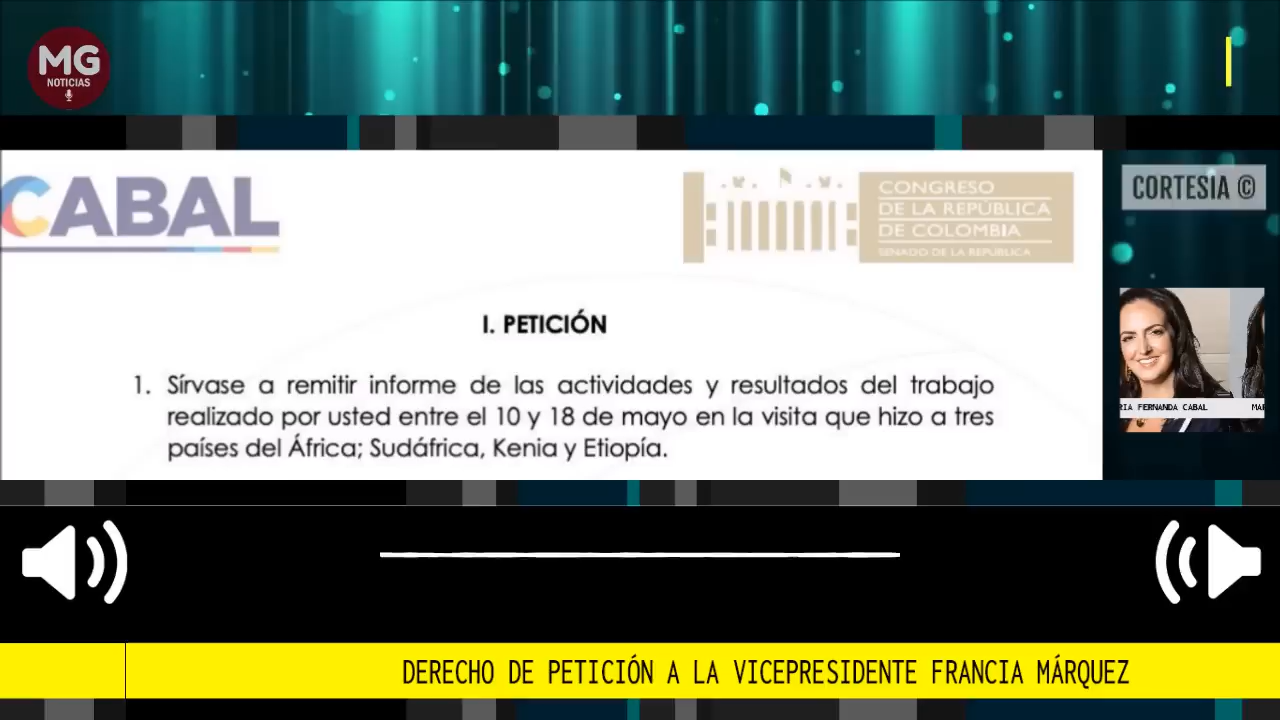 MG
NOTICIAS
CABAL
CONGRESO
DE LA REPÚBLICA
DE COLOMBIA
SENADO DE LA REPÚBLICA
CORTESIA ©
I. PETICIÓN
1. Sírvase a remitir informe de las actividades y resultados del trabajo
realizado por usted entre el 10 y 18 de mayo en la visita que hizo a tres
países del África; Sudáfrica, Kenia y Etiopía.
RIA FERNANDA CABAL MAR
DERECHO DE PETICIÓN A LA VICEPRESIDENTE FRANCIA MÁRQUEZ